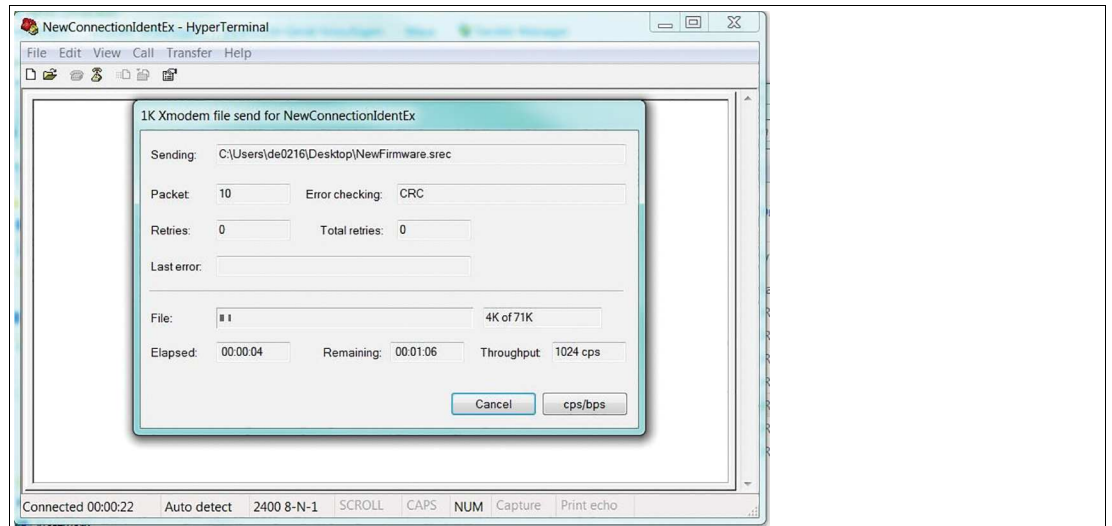 NewConnectionIdentEx - HyperTerminal
File Edit View Call Transfer Help
1K Xmodem file send for NewConnectionIdentEx
Sending: C:\Users\de0216\Desktop\NewFirmware.srec
Packet: 10 Error checking: CRC
Retries: 0 Total retries: 0
Last error:
File: 4K of 71K
Elapsed: 00:00:04 Remaining: 00:01:06 Throughput: 1024 cps
Cancel cps/bps
Connected 00:00:22 Auto detect 2400 8-N-1 SCROLL CAPS NUM Capture Print echo